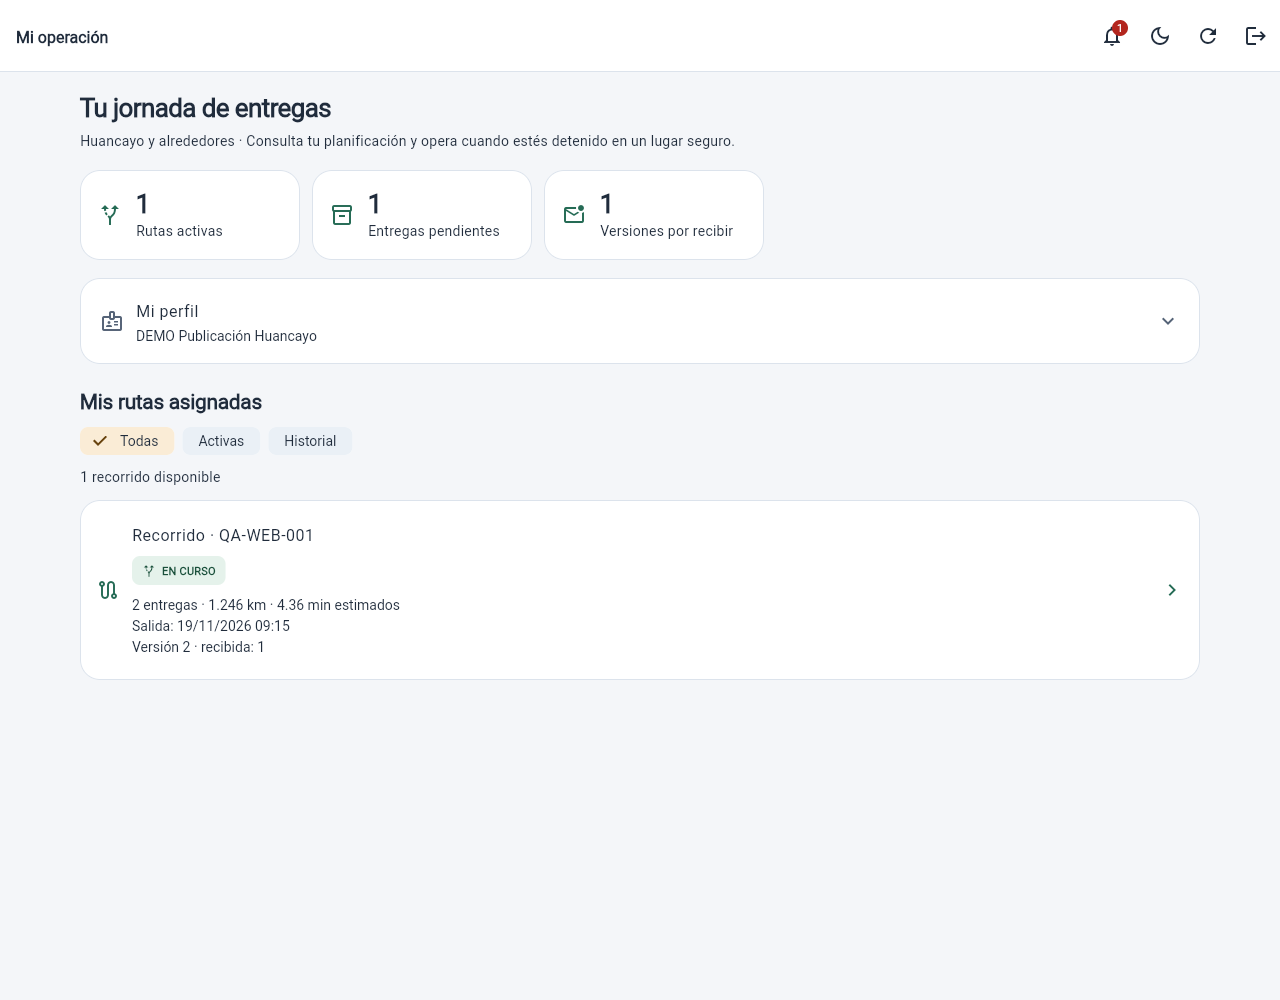 Mi operación
1
Tu jornada de entregas
Huancayo y alrededores · Consulta tu planificación y opera cuando estés detenido en un lugar seguro.
1
Rutas activas
1
Entregas pendientes
1
Versiones por recibir
Mi perfil
DEMO Publicación Huancayo
Mis rutas asignadas
Todas
Activas
Historial
1 recorrido disponible
Recorrido · QA-WEB-001
EN CURSO
2 entregas · 1.246 km · 4.36 min estimados
Salida: 19/11/2026 09:15
Versión 2 · recibida: 1